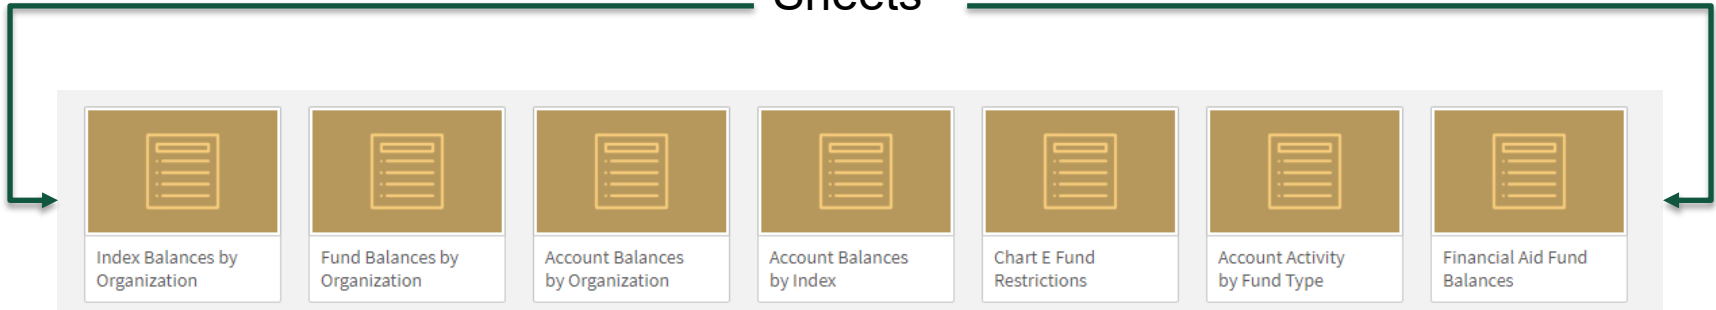 Sheets
Index Balances by
Organization
Fund Balances by
Organization
Account Balances
by Organization
Account Balances
by Index
Chart E Fund
Restrictions
Account Activity
by Fund Type
Financial Aid Fund
Balances